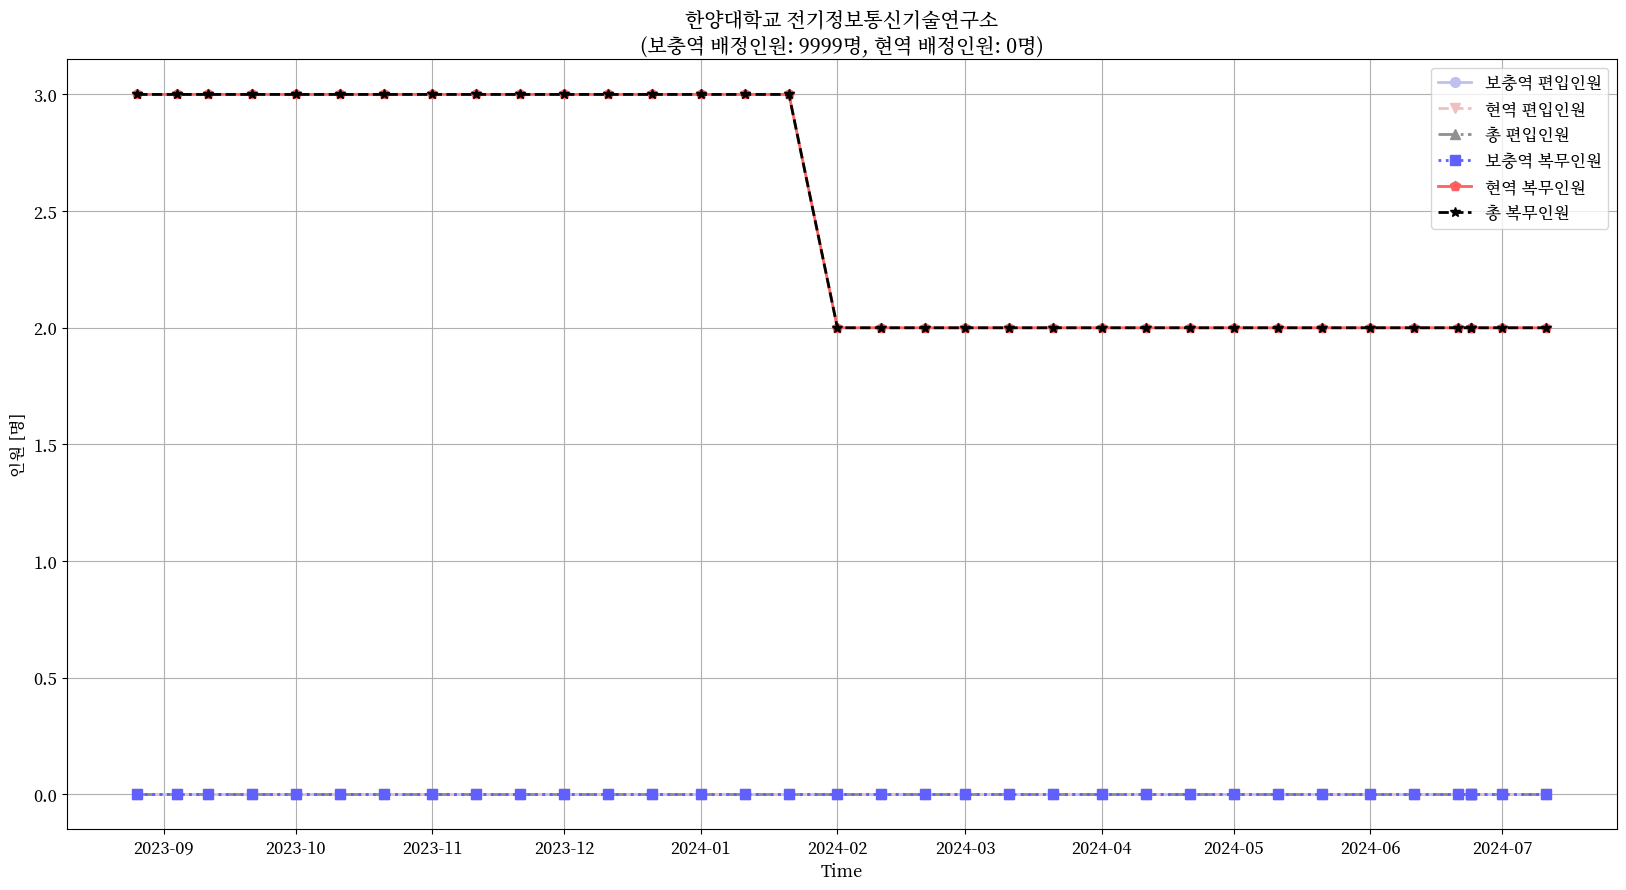 한양대학교 전기정보통신기술연구소
(보충역 배정인원: 9999명, 현역 배정인원: 0명)
보충역 편입인원
현역 편입인원
총 편입인원
보충역 복무인원
현역 복무인원
총 복무인원
인원 [명]
3.0
2.5
2.0
1.5
1.0
0.5
0.0
2023-09 2023-10 2023-11 2023-12 2024-01 2024-02 2024-03 2024-04 2024-05 2024-06 2024-07
Time